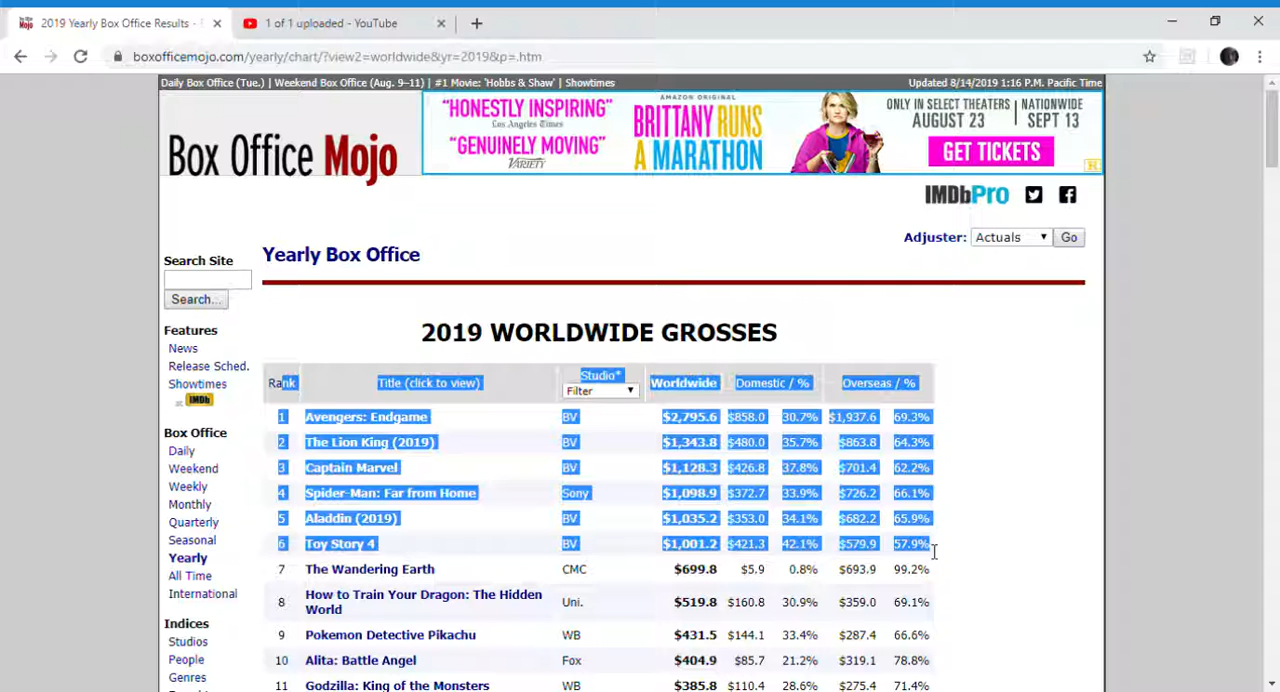 2019 Yearly Box Office Results -
1 of 1 uploaded - YouTube
boxofficemojo.com/yearly/chart/?view2=worldwide&yr=2019&p=.htm
Daily Box Office (Tue.) | Weekend Box Office (Aug. 9–11) | #1 Movie: 'Hobbs & Shaw' | Showtimes
Updated 8/14/2019 1:16 P.M. Pacific Time
Box Office Mojo
"HONESTLY INSPIRING"
Los Angeles Times
"GENUINELY MOVING"
VARIETY
AMAZON ORIGINAL
BRITTANY RUNS
A MARATHON
ONLY IN SELECT THEATERS
AUGUST 23
NATIONWIDE
SEPT 13
GET TICKETS
IMDbPro
Adjuster: Actuals Go
Yearly Box Office
Search Site
Search...
Features
News
Release Sched.
Showtimes
at IMDb
Box Office
Daily
Weekend
Weekly
Monthly
Quarterly
Seasonal
Yearly
All Time
International
Indices
Studios
People
Genres
2019 WORLDWIDE GROSSES
Rank Title (click to view) Studio* Worldwide Domestic / % Overseas / %
Filter
1 Avengers: Endgame BV $2,795.6 $858.0 30.7% $1,937.6 69.3%
2 The Lion King (2019) BV $1,343.8 $480.0 35.7% $863.8 64.3%
3 Captain Marvel BV $1,128.3 $426.8 37.8% $701.4 62.2%
4 Spider-Man: Far from Home Sony $1,098.9 $372.7 33.9% $726.2 66.1%
5 Aladdin (2019) BV $1,035.2 $353.0 34.1% $682.2 65.9%
6 Toy Story 4 BV $1,001.2 $421.3 42.1% $579.9 57.9%
7 The Wandering Earth CMC $699.8 $5.9 0.8% $693.9 99.2%
8 How to Train Your Dragon: The Hidden
World Uni. $519.8 $160.8 30.9% $359.0 69.1%
9 Pokemon Detective Pikachu WB $431.5 $144.1 33.4% $287.4 66.6%
10 Alita: Battle Angel Fox $404.9 $85.7 21.2% $319.1 78.8%
11 Godzilla: King of the Monsters WB $385.8 $110.4 28.6% $275.4 71.4%